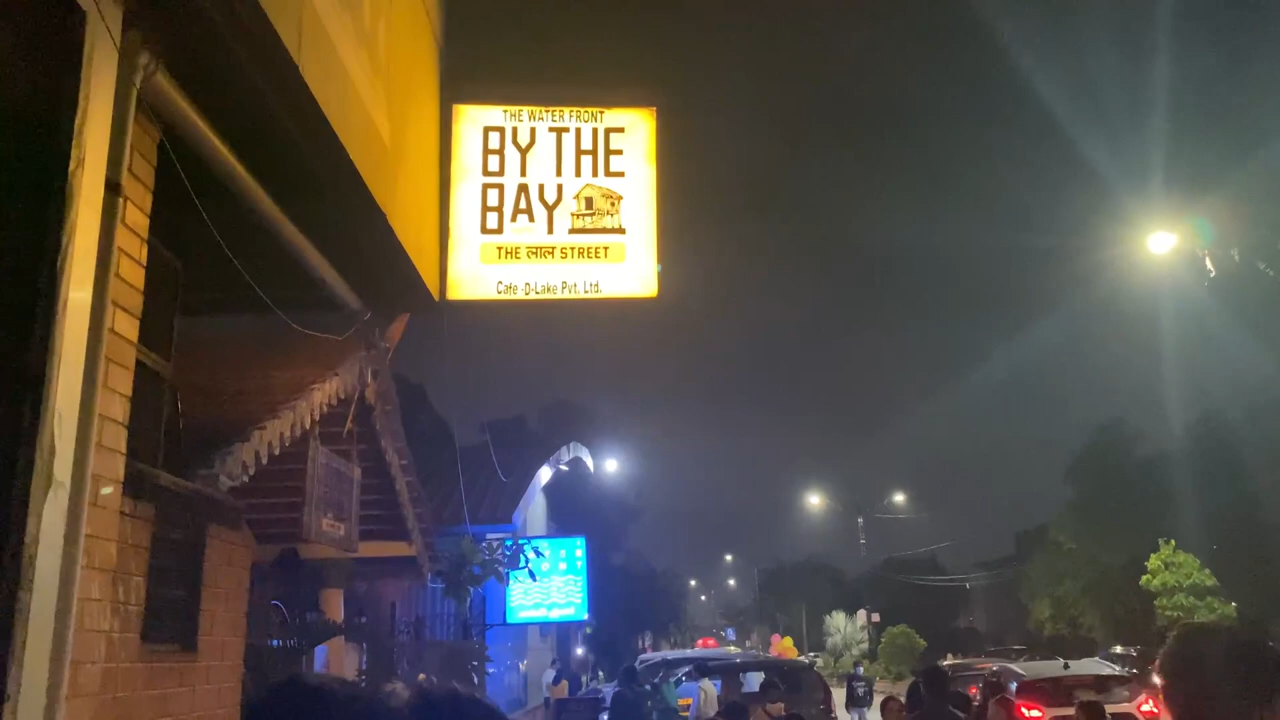 THE WATER FRONT
BY THE
BAY
THE लाल STREET
Cafe -D-Lake Pvt. Ltd.